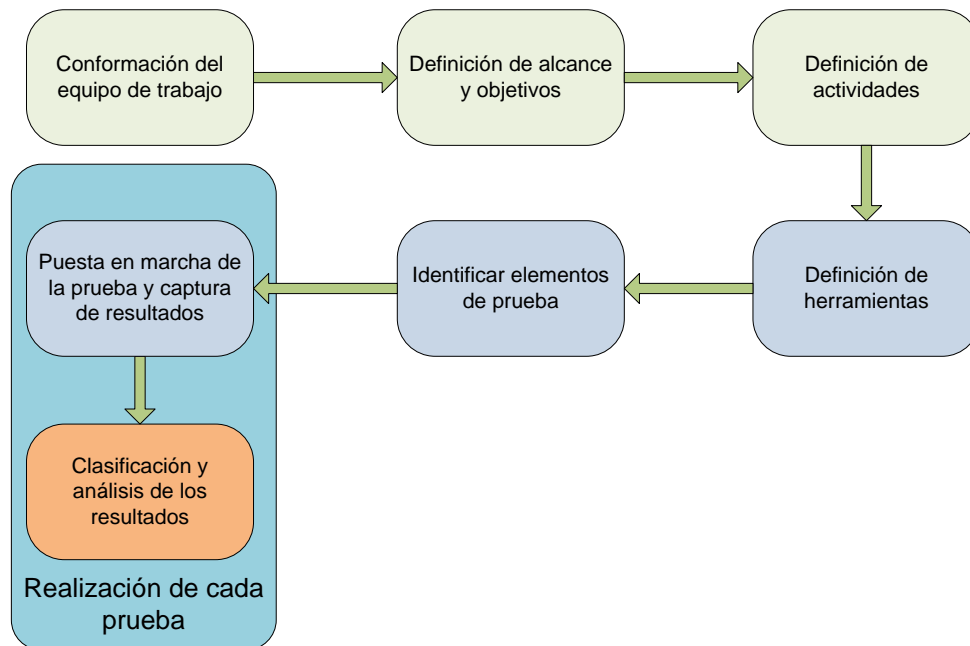 Conformación del
equipo de trabajo
Definición de alcance
y objetivos
Definición de
actividades
Definición de
herramientas
Identificar elementos
de prueba
Puesta en marcha de
la prueba y captura
de resultados
Clasificación y
análisis de los
resultados
Realización de cada
prueba